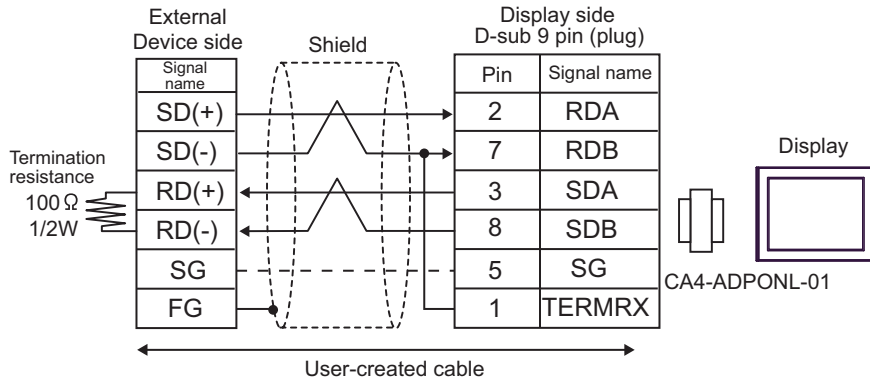 External
Device side
Shield
Display side
D-sub 9 pin (plug)
Signal
name
Pin
Signal name
SD(+)
2
RDA
SD(-)
7
RDB
Display
Termination
resistance
100Ω
1/2W
RD(+)
3
SDA
RD(-)
8
SDB
SG
5
SG
CA4-ADPONL-01
FG
1
TERMRX
User-created cable